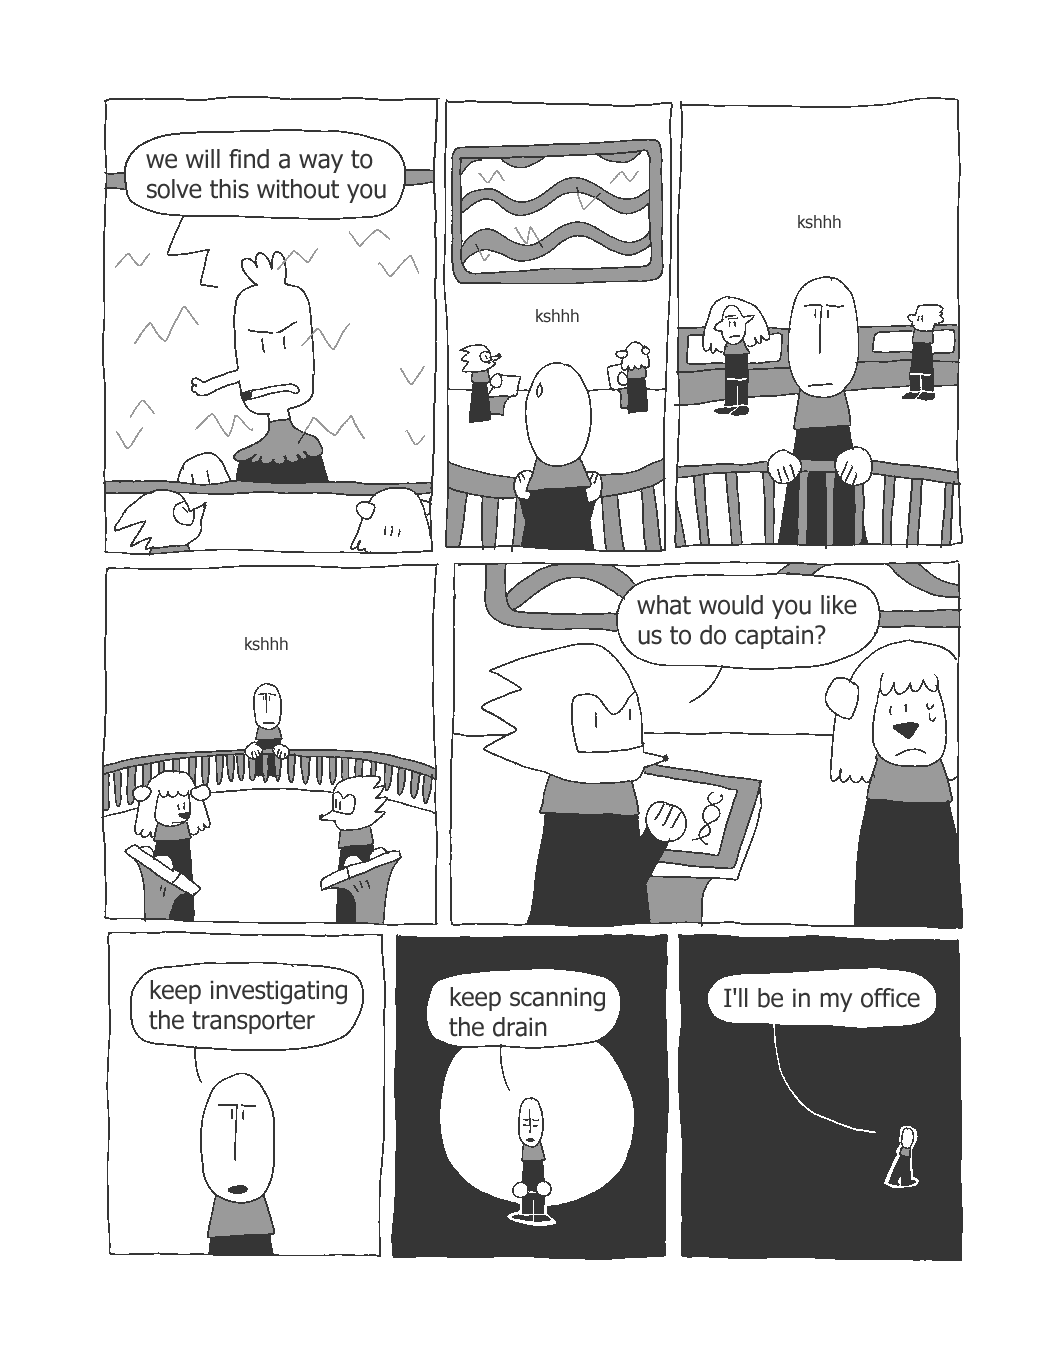 we will find a way to
solve this without you
kshhh
kshhh
kshhh
what would you like
us to do captain?
keep investigating
the transporter
keep scanning
the drain
I'll be in my office